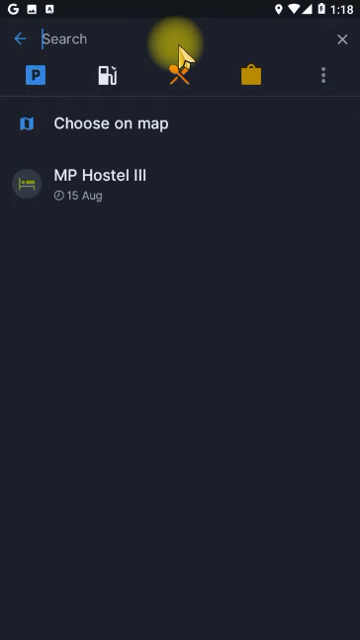 G A 1:18
Search
P
Choose on map
MP Hostel III
15 Aug